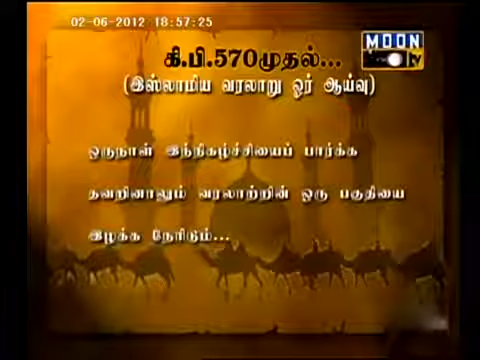 02-06-2012 18:57:25
MOON
tv
கி.பி.570முதல்...
(இஸ்லாமிய வரலாறு ஓர் ஆய்வு)
ஒருநாள் இந்நிகழ்ச்சியைப் பார்க்க
தவறினாலும் வரலாற்றின் ஒரு பகுதியை
இழக்க நேரிடும்...